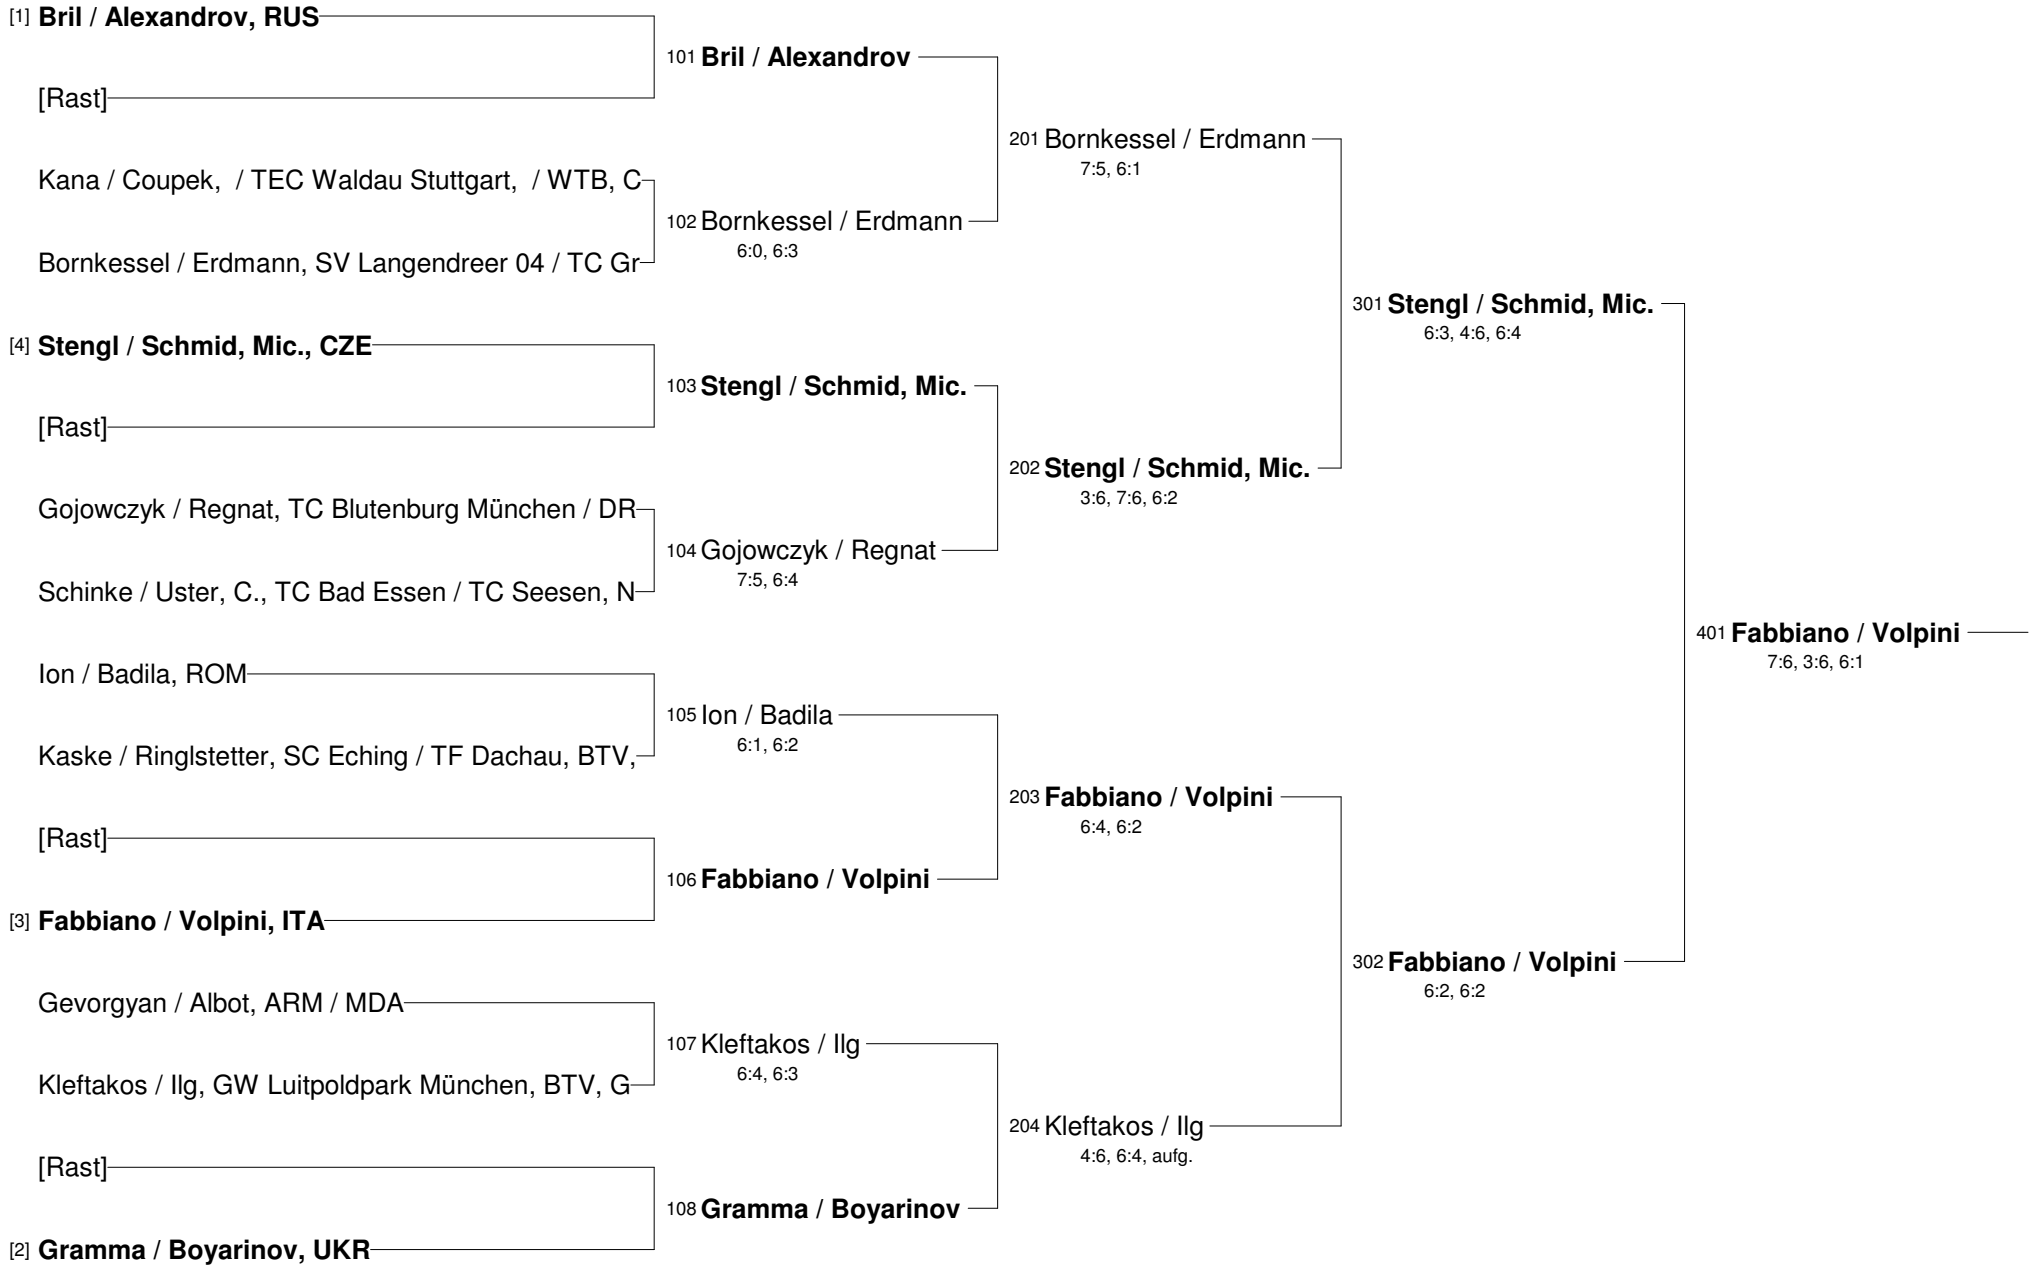 [1] Bril / Alexandrov, RUS
[Rast]
Kana / Coupek,  / TEC Waldau Stuttgart,  / WTB, C
Bornkessel / Erdmann, SV Langendreer 04 / TC Gr
[4] Stengl / Schmid, Mic., CZE
[Rast]
Gojowczyk / Regnat, TC Blutenburg München / DR
Schinke / Uster, C., TC Bad Essen / TC Seesen, N
Ion / Badila, ROM
Kaske / Ringlstetter, SC Eching / TF Dachau, BTV,
[Rast]
[3] Fabbiano / Volpini, ITA
Gevorgyan / Albot, ARM / MDA
Kleftakos / Ilg, GW Luitpoldpark München, BTV, G
[Rast]
[2] Gramma / Boyarinov, UKR
101 Bril / Alexandrov
102 Bornkessel / Erdmann
6:0, 6:3
103 Stengl / Schmid, Mic.
104 Gojowczyk / Regnat
7:5, 6:4
105 Ion / Badila
6:1, 6:2
106 Fabbiano / Volpini
107 Kleftakos / Ilg
6:4, 6:3
108 Gramma / Boyarinov
201 Bornkessel / Erdmann
7:5, 6:1
202 Stengl / Schmid, Mic.
3:6, 7:6, 6:2
203 Fabbiano / Volpini
6:4, 6:2
204 Kleftakos / Ilg
4:6, 6:4, aufg.
301 Stengl / Schmid, Mic.
6:3, 4:6, 6:4
302 Fabbiano / Volpini
6:2, 6:2
401 Fabbiano / Volpini
7:6, 3:6, 6:1